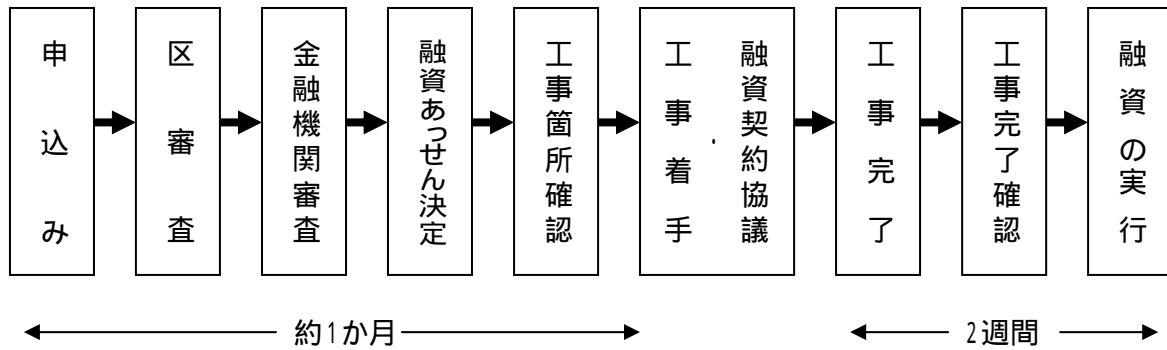 申込み
区審査
金融機関審査
融資あっせん決定
工事箇所確認
融資契約協議・
工事着手
工事完了
工事完了確認
融資の実行
約1か月
2週間